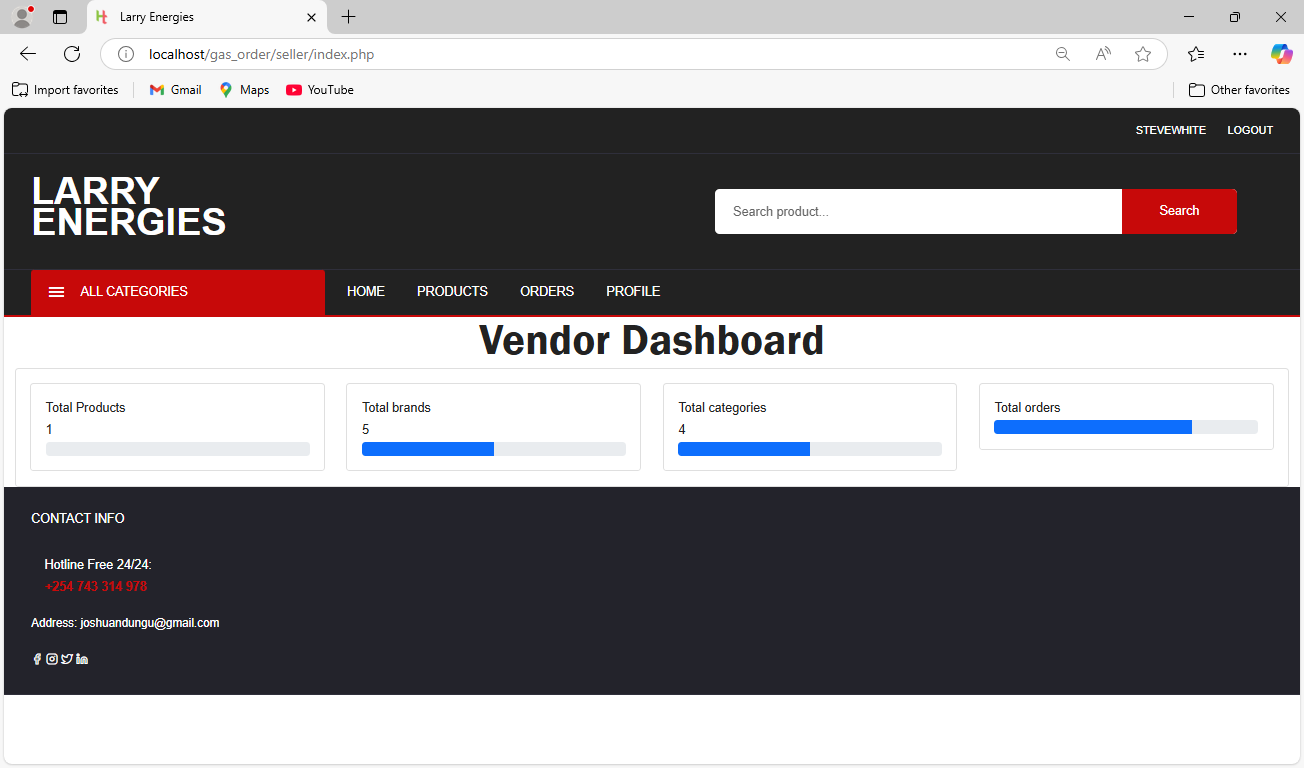 Larry Energies
localhost/gas_order/seller/index.php
Import favorites
Gmail
Maps
YouTube
Other favorites
STEVEWHITE
LOGOUT
LARRY
ENERGIES
Search product...
Search
ALL CATEGORIES
HOME
PRODUCTS
ORDERS
PROFILE
Vendor Dashboard
Total Products
1
Total brands
5
Total categories
4
Total orders
CONTACT INFO
Hotline Free 24/24:
+254 743 314 978
Address: joshuandungu@gmail.com